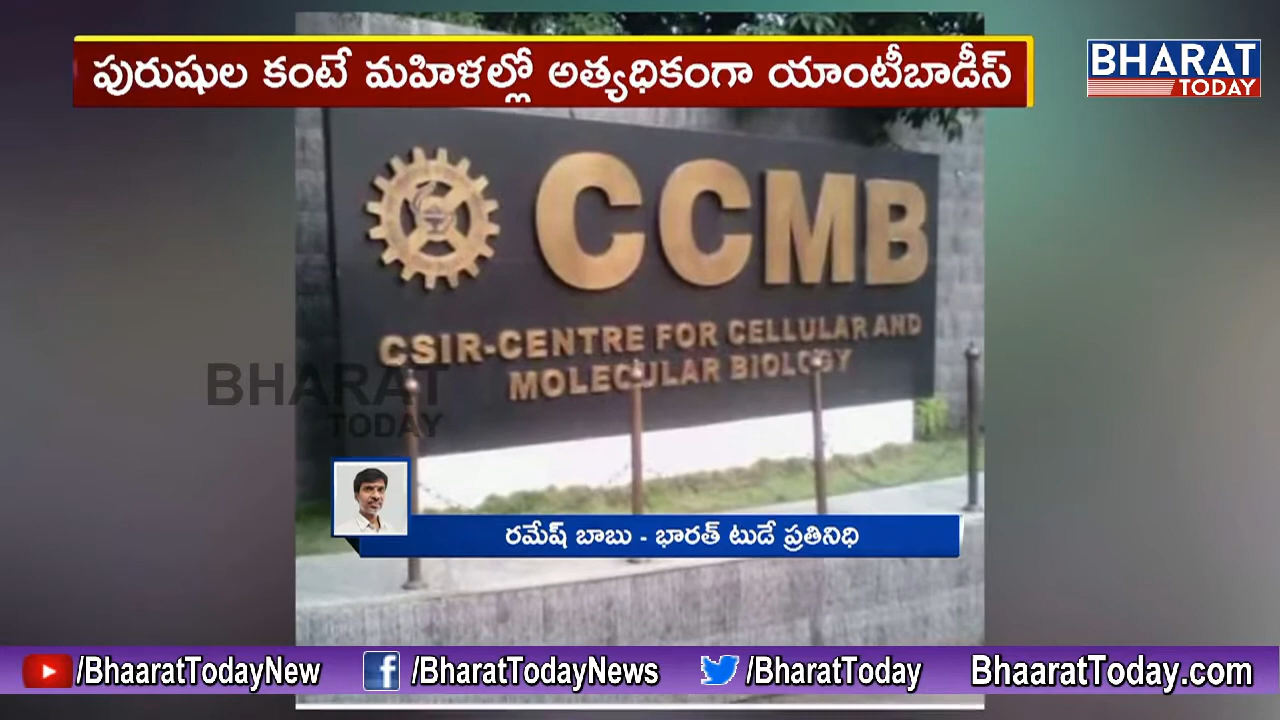 పురుషుల కంటే మహిళల్లో అత్యధికంగా యాంటీబాడీస్
BHARAT
TODAY
CCMB
CSIR-CENTRE FOR CELLULAR AND
MOLECULAR BIOLOGY
BHARAT
TODAY
రమేష్ బాబు - భారత్ టుడే ప్రతినిధి
/BhaaratTodayNew /BharatTodayNews /BharatToday BhaaratToday.com